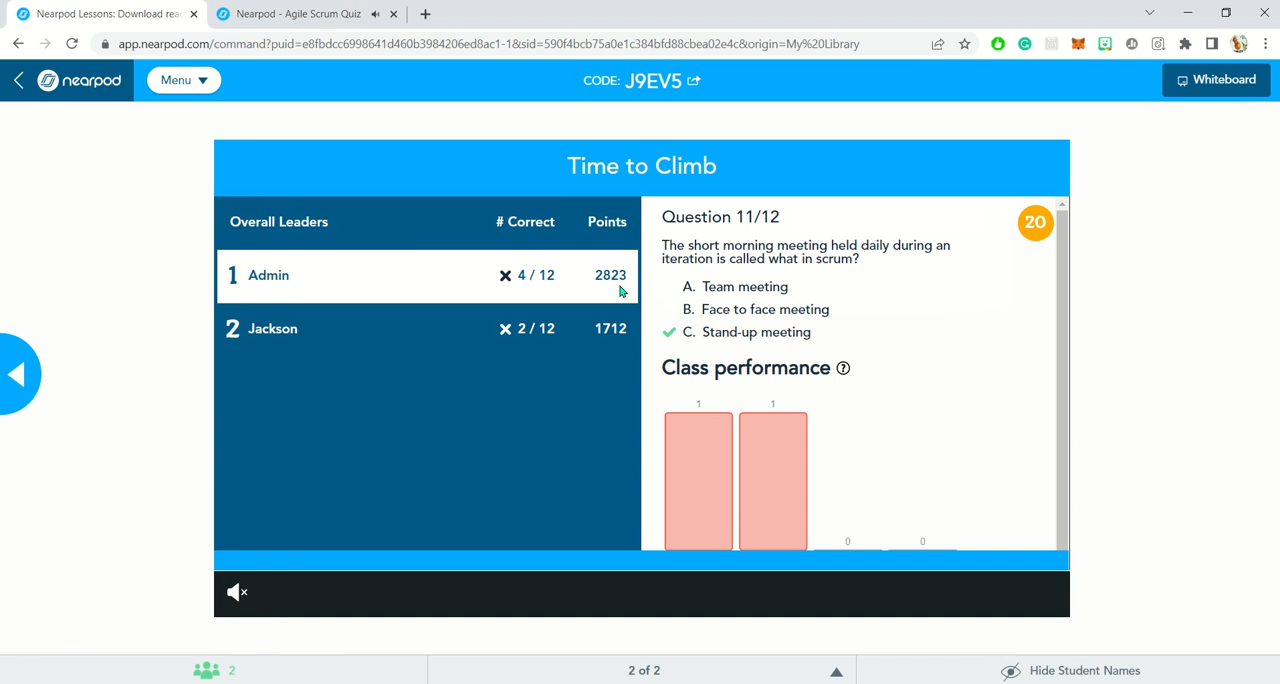 Nearpod Lessons: Download rea
Nearpod - Agile Scrum Quiz
app.nearpod.com/command?puid=e8fbdcc6998641d460b3984206ed8ac1-1&sid=590f4bcb75a0e1c384bfd88cbea02e4c&origin=My%20Library
nearpod
Menu
CODE: J9EV5
Whiteboard
Time to Climb
Overall Leaders # Correct Points
1 Admin 4 / 12 2823
2 Jackson 2 / 12 1712
Question 11/12
20
The short morning meeting held daily during an
iteration is called what in scrum?
A. Team meeting
B. Face to face meeting
C. Stand-up meeting
Class performance ?
1 1
0 0
2
2 of 2
Hide Student Names